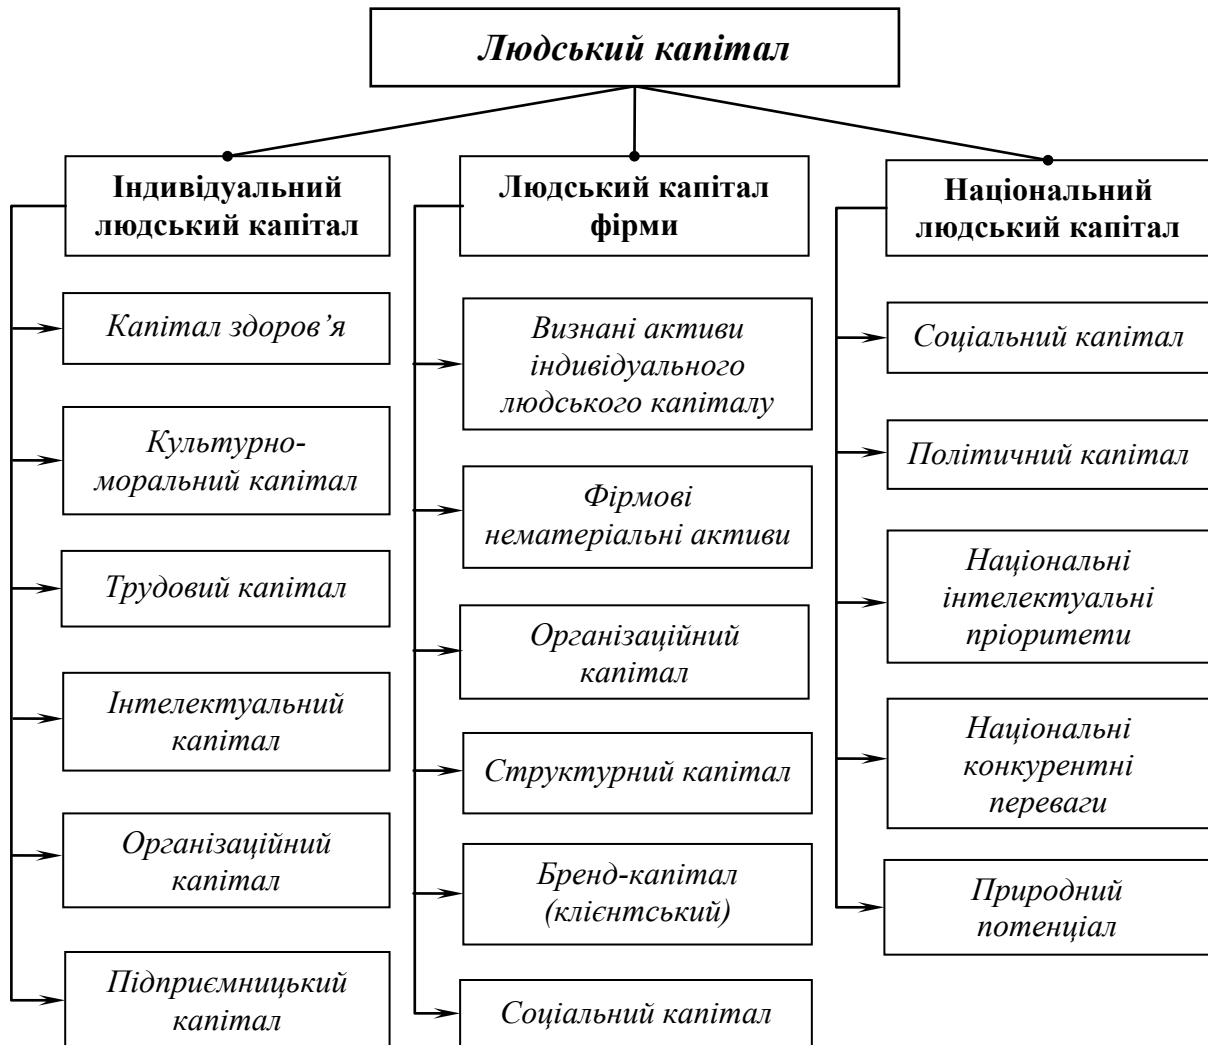 Людський капітал
Індивідуальний
людський капітал
Капітал здоров’я
Культурно-
моральний капітал
Трудовий капітал
Інтелектуальний
капітал
Організаційний
капітал
Підприємницький
капітал
Людський капітал
фірми
Визнані активи
індивідуального
людського капіталу
Фірмові
нематеріальні активи
Організаційний
капітал
Структурний капітал
Бренд-капітал
(клієнтський)
Соціальний капітал
Національний
людський капітал
Соціальний капітал
Політичний капітал
Національні
інтелектуальні
пріоритети
Національні
конкурентні
переваги
Природний
потенціал